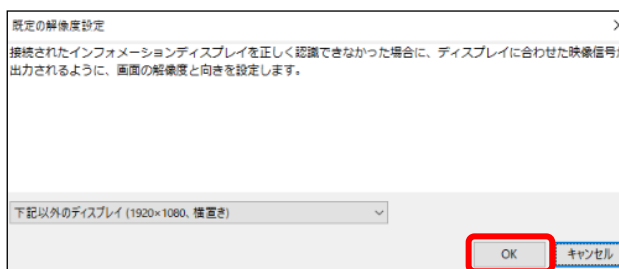 既定の解像度設定
接続されたインフォメーションディスプレイを正しく認識できなかった場合に、ディスプレイに合わせた映像信号が
出力されるように、画面の解像度と向きを設定します。
下記以外のディスプレイ (1920×1080、横置き)
OK
キャンセル